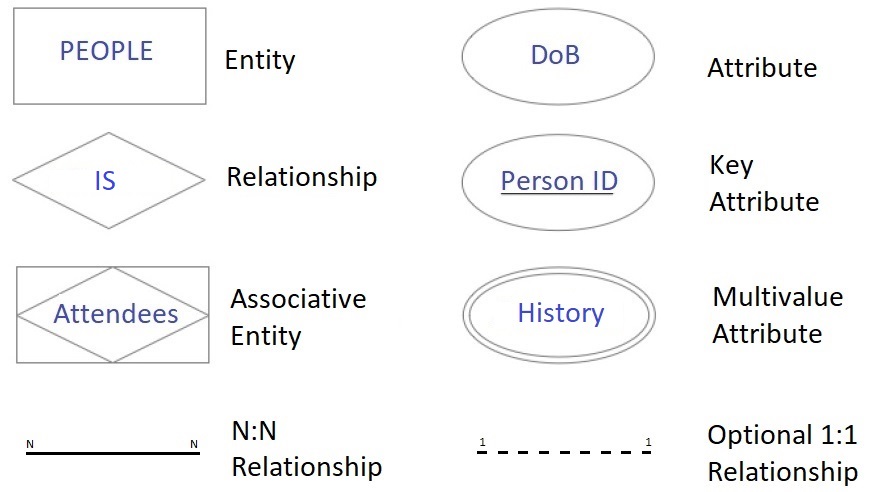 PEOPLE
Entity
DoB
Attribute
IS
Relationship
Person ID
Key
Attribute
Attendees
Associative
Entity
History
Multivalue
Attribute
N N
N:N
Relationship
1 1
Optional 1:1
Relationship